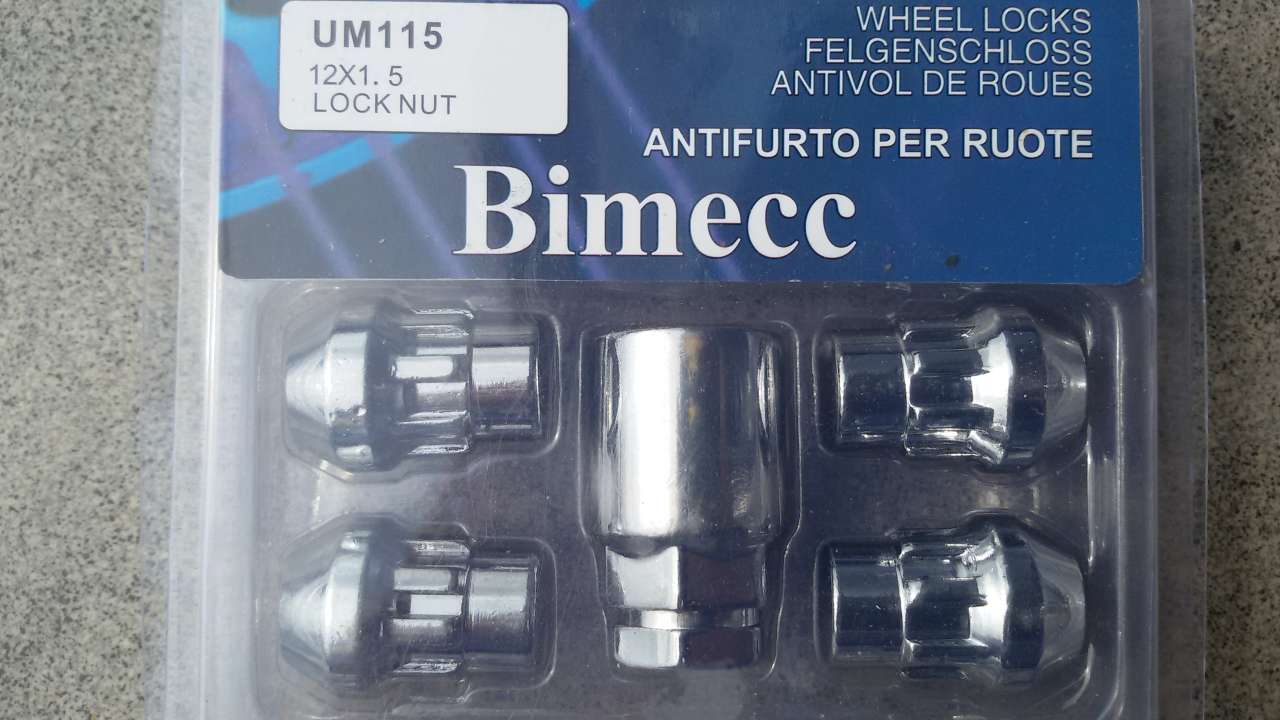 UM115
12X1. 5
LOCK NUT
WHEEL LOCKS
FELGENSCHLOSS
ANTIVOL DE ROUES
ANTIFURTO PER RUOTE
Bimecc